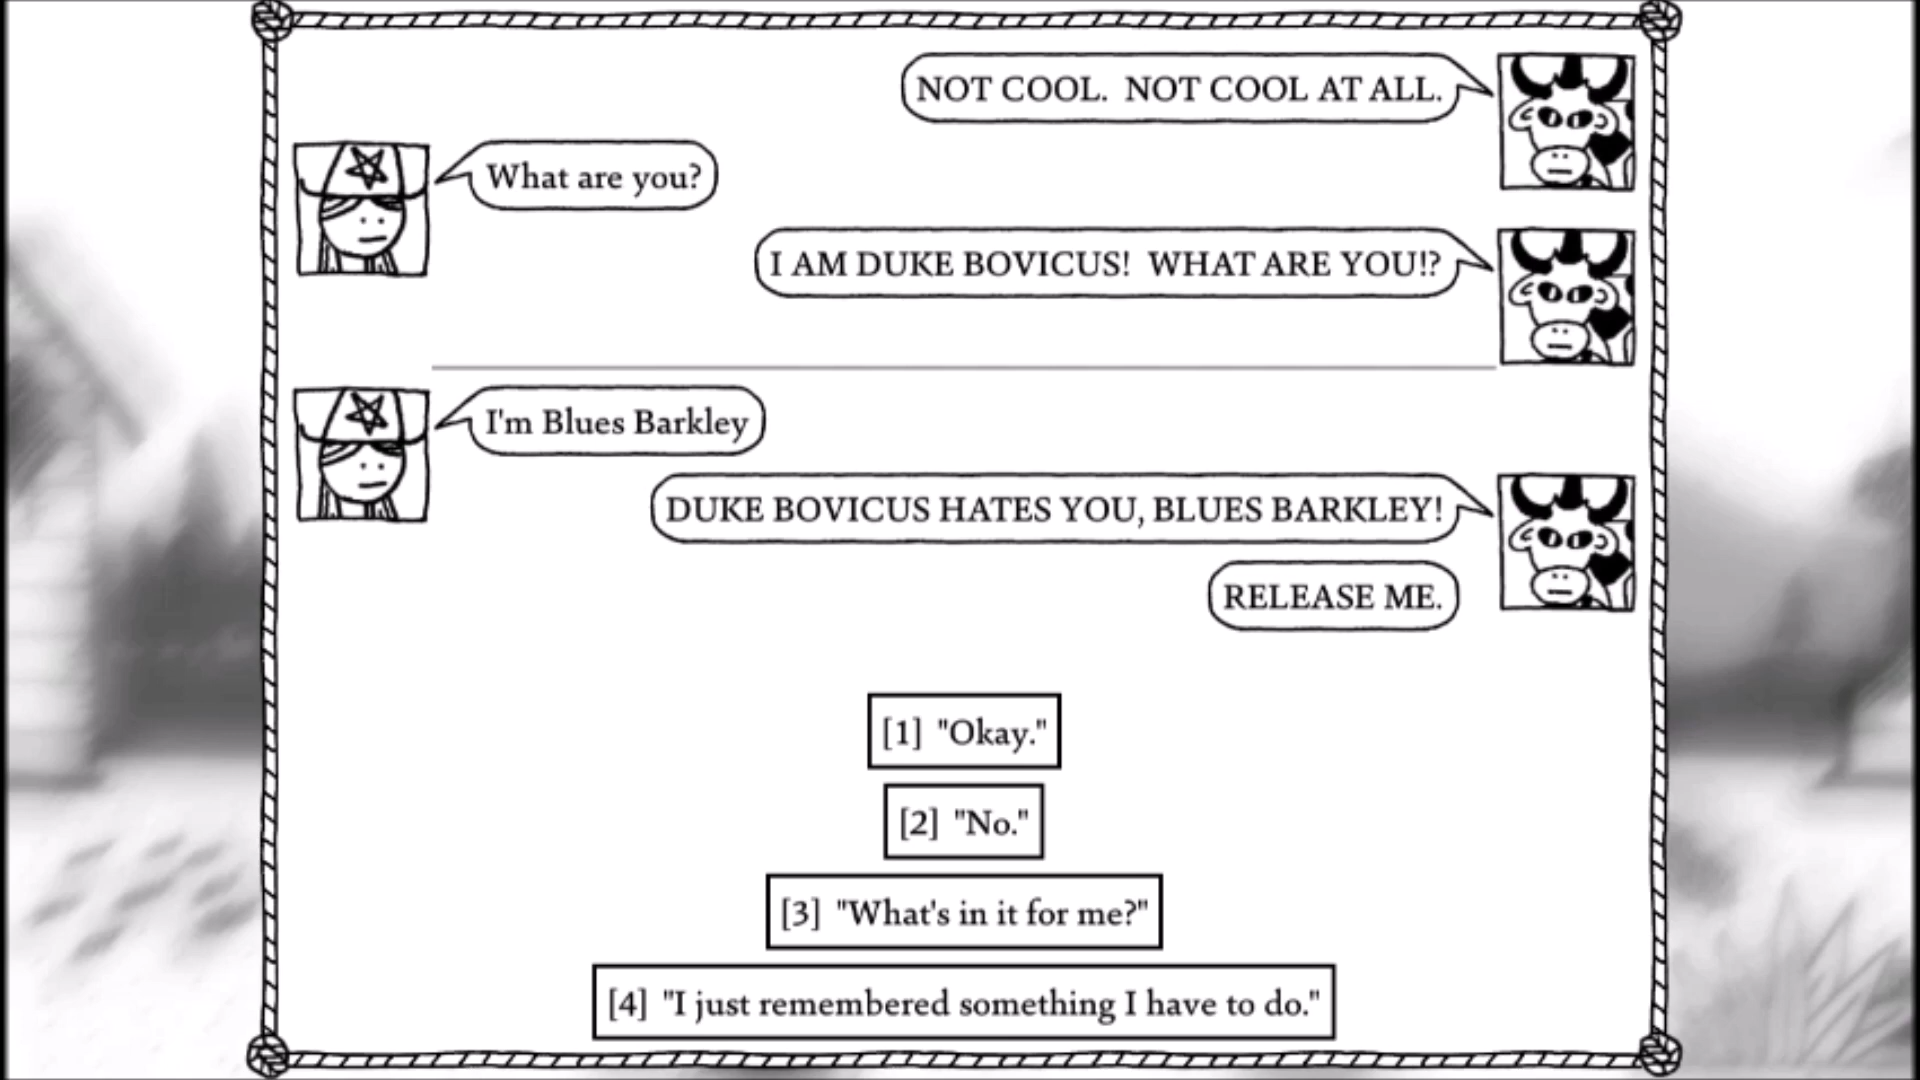 NOT COOL.  NOT COOL AT ALL.
What are you?
I AM DUKE BOVICUS!  WHAT ARE YOU!?
I'm Blues Barkley
DUKE BOVICUS HATES YOU, BLUES BARKLEY!
RELEASE ME.
[1] "Okay."
[2] "No."
[3] "What's in it for me?"
[4] "I just remembered something I have to do."